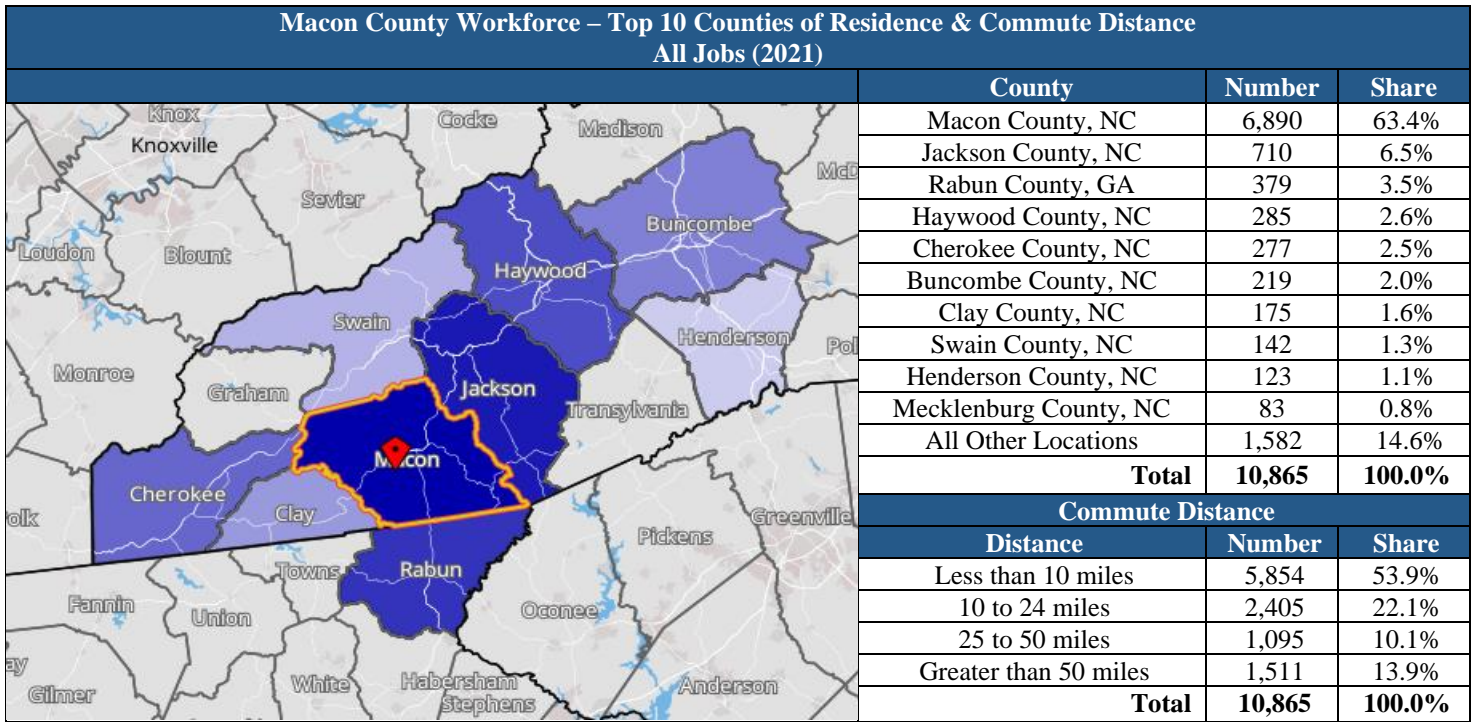 Macon County Workforce – Top 10 Counties of Residence & Commute Distance
All Jobs (2021)
County Number Share
Macon County, NC 6,890 63.4%
Jackson County, NC 710 6.5%
Rabun County, GA 379 3.5%
Haywood County, NC 285 2.6%
Cherokee County, NC 277 2.5%
Buncombe County, NC 219 2.0%
Clay County, NC 175 1.6%
Swain County, NC 142 1.3%
Henderson County, NC 123 1.1%
Mecklenburg County, NC 83 0.8%
All Other Locations 1,582 14.6%
Total 10,865 100.0%
Commute Distance
Distance Number Share
Less than 10 miles 5,854 53.9%
10 to 24 miles 2,405 22.1%
25 to 50 miles 1,095 10.1%
Greater than 50 miles 1,511 13.9%
Total 10,865 100.0%
Knox
Cocke
Madison
Knoxville
McD
Sevier
Buncombe
Loudon
Blount
Haywood
Swain
Henderson
Pol
Monroe
Graham
Jackson
Transylvania
Macon
Cherokee
Clay
olk
Greenville
Pickens
Towns
Rabun
Fannin
Union
Oconee
ay
Gilmer
White
Habersham
Stephens
Anderson